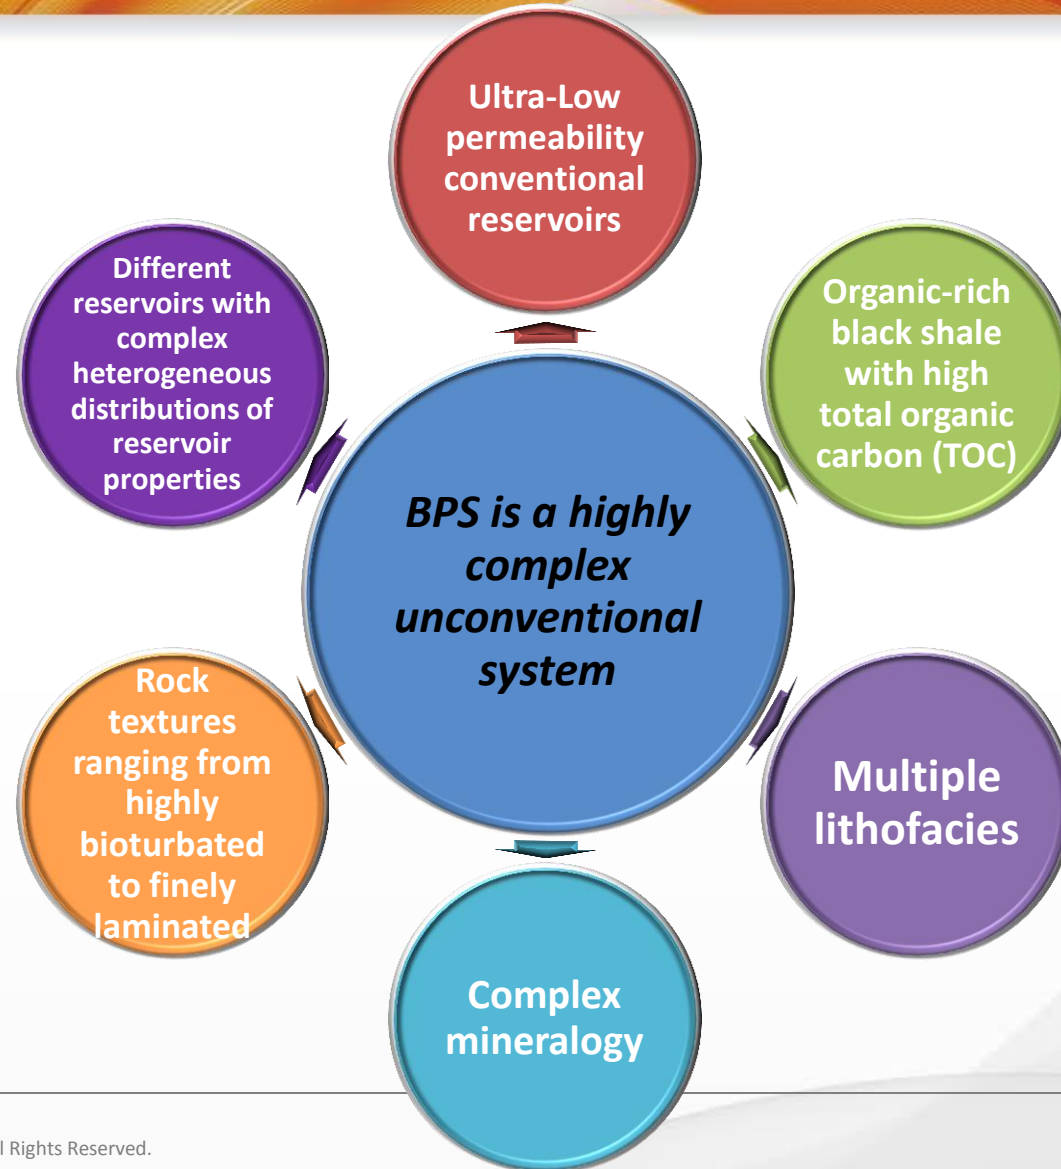 Ultra-Low
permeability
conventional
reservoirs
Organic-rich
black shale
with high
total organic
carbon (TOC)
Multiple
lithofacies
Complex
mineralogy
Rock
textures
ranging from
highly
bioturbated
to finely
laminated
Different
reservoirs with
complex
heterogeneous
distributions of
reservoir
properties
BPS is a highly
complex
unconventional
system
Rights Reserved.